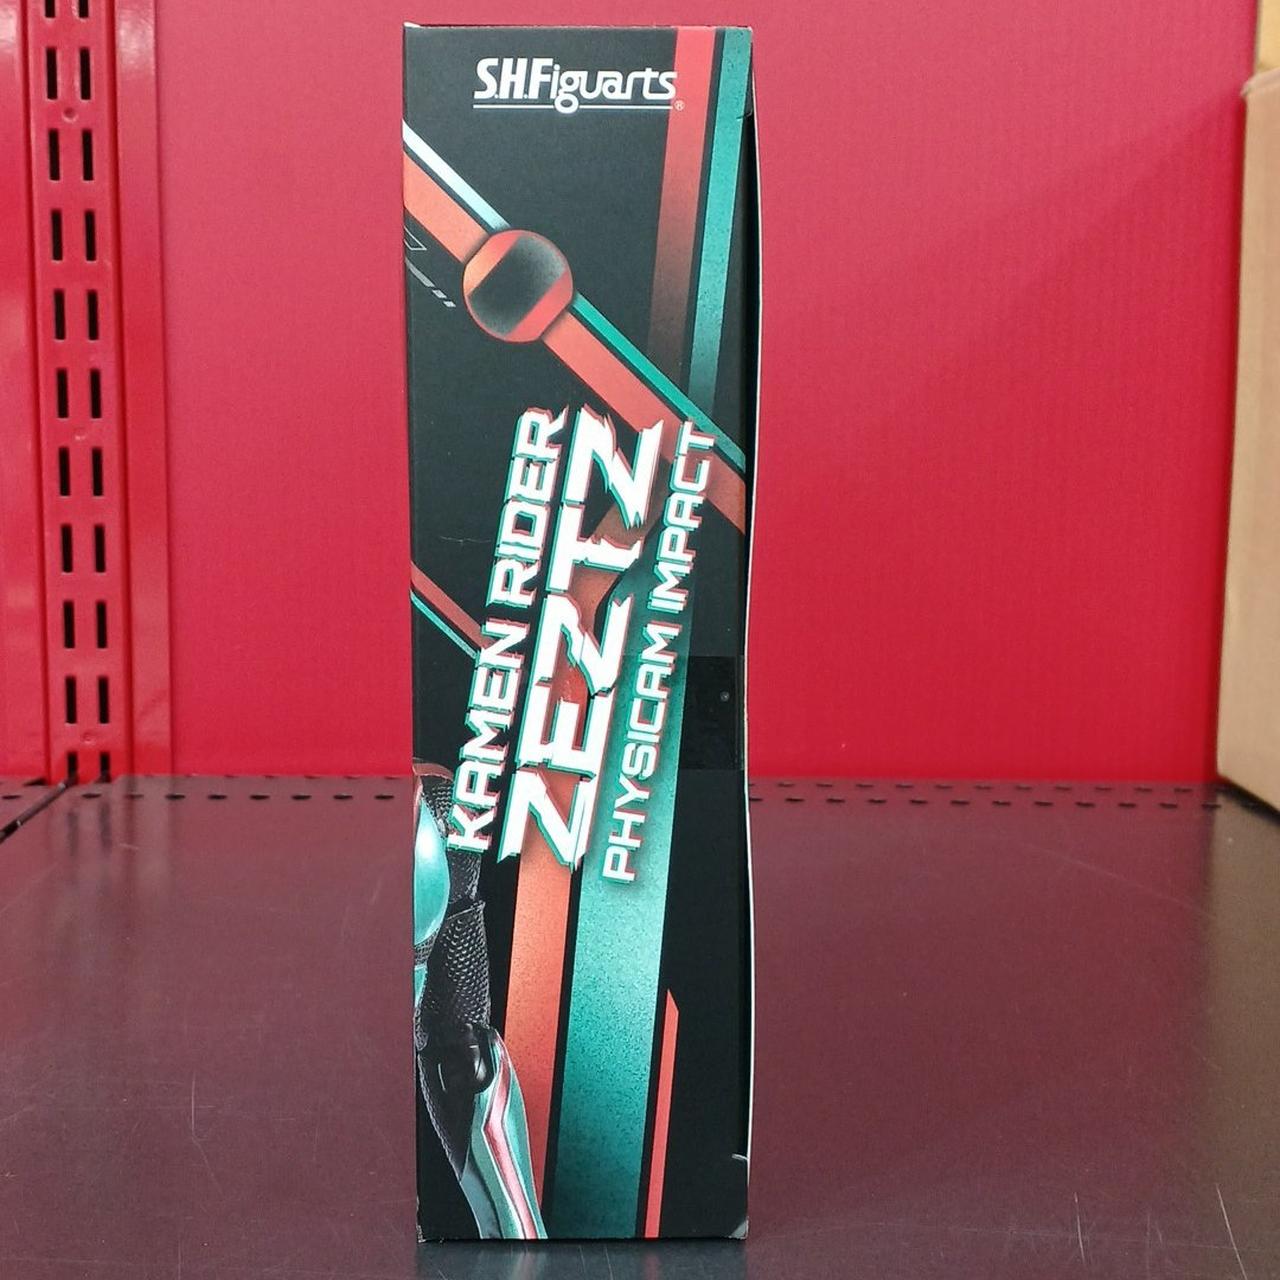 S.H.Figuarts®
KAMEN RIDER
ZEZTZ
PHYSICAM IMPACT